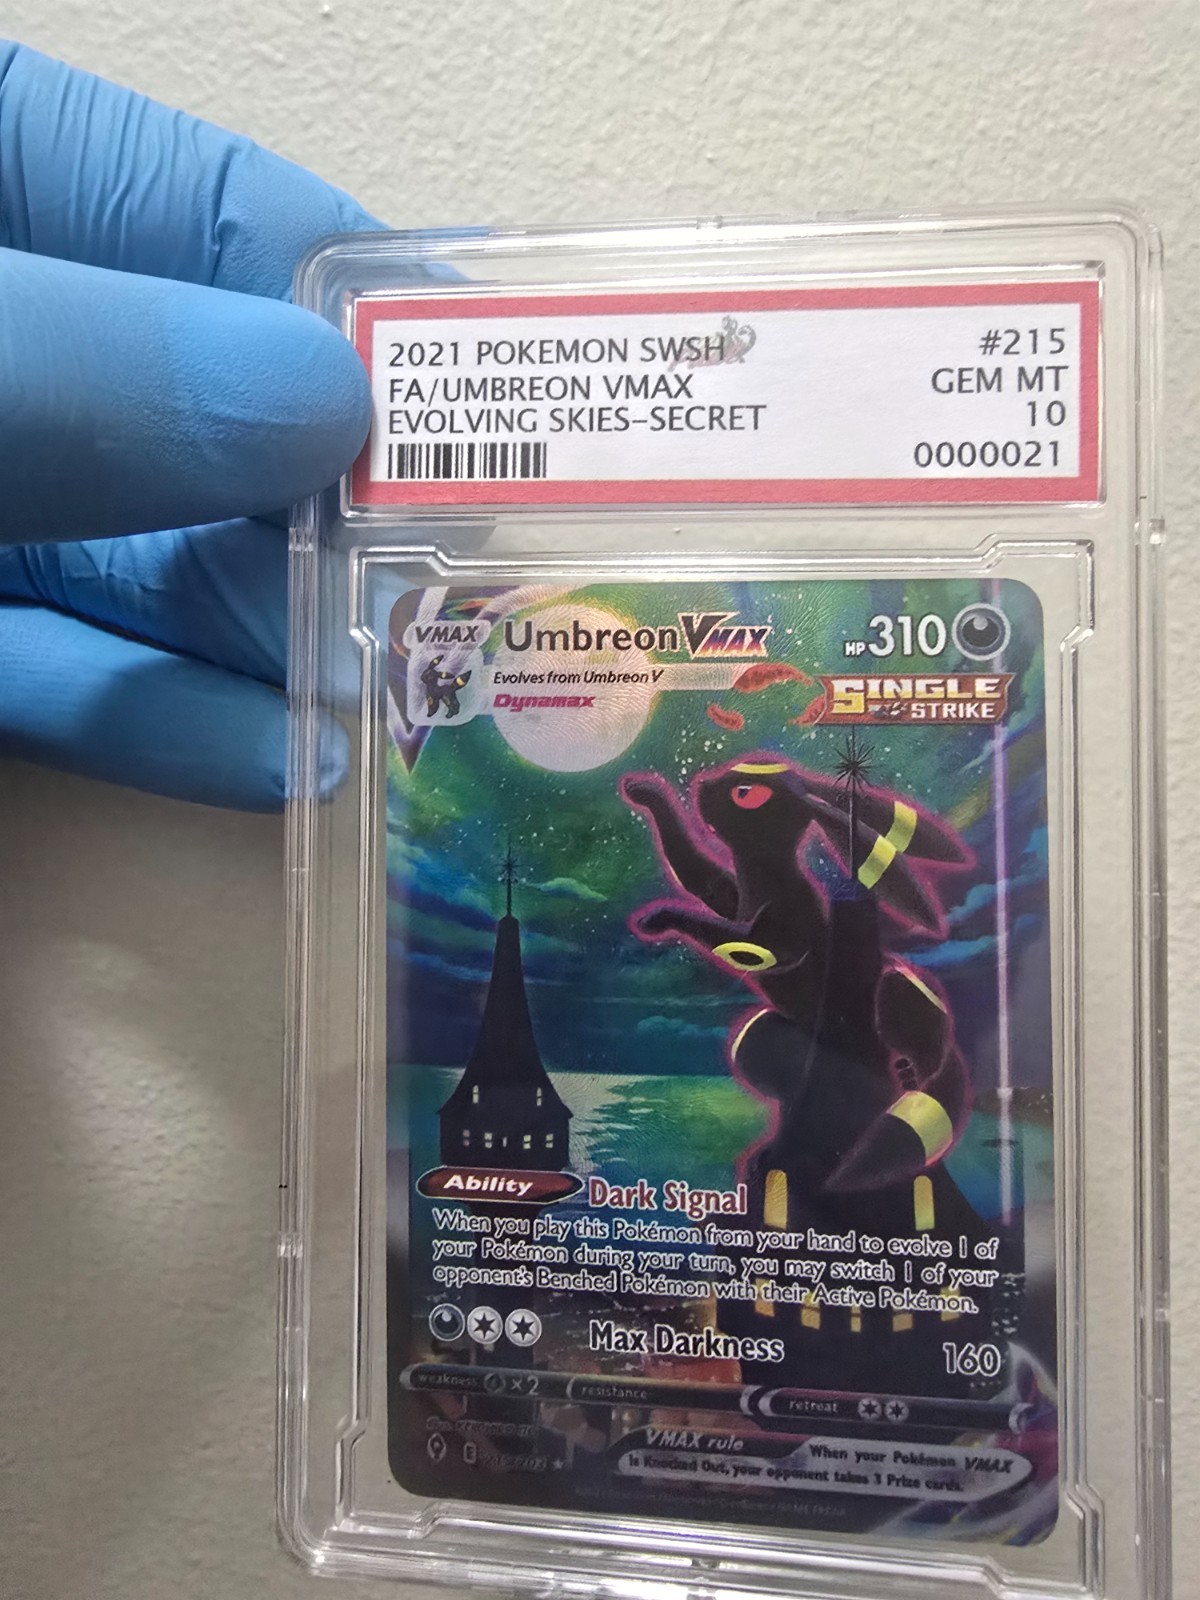 2021 POKEMON SWSH #215
FA/UMBREON VMAX GEM MT
EVOLVING SKIES-SECRET 10
0000021
VMAX Umbreon VMAX HP 310
Evolves from Umbreon V
Dynamax
SINGLE
STRIKE
Ability Dark Signal
When you play this Pokémon from your hand to evolve 1 of
your Pokémon during your turn, you may switch 1 of your
opponent's Benched Pokémon with their Active Pokémon.
Max Darkness 160
weakness ×2 resistance
retreat
VMAX rule When your Pokémon VMAX
is Knocked Out, your opponent takes 3 Prize cards.
E